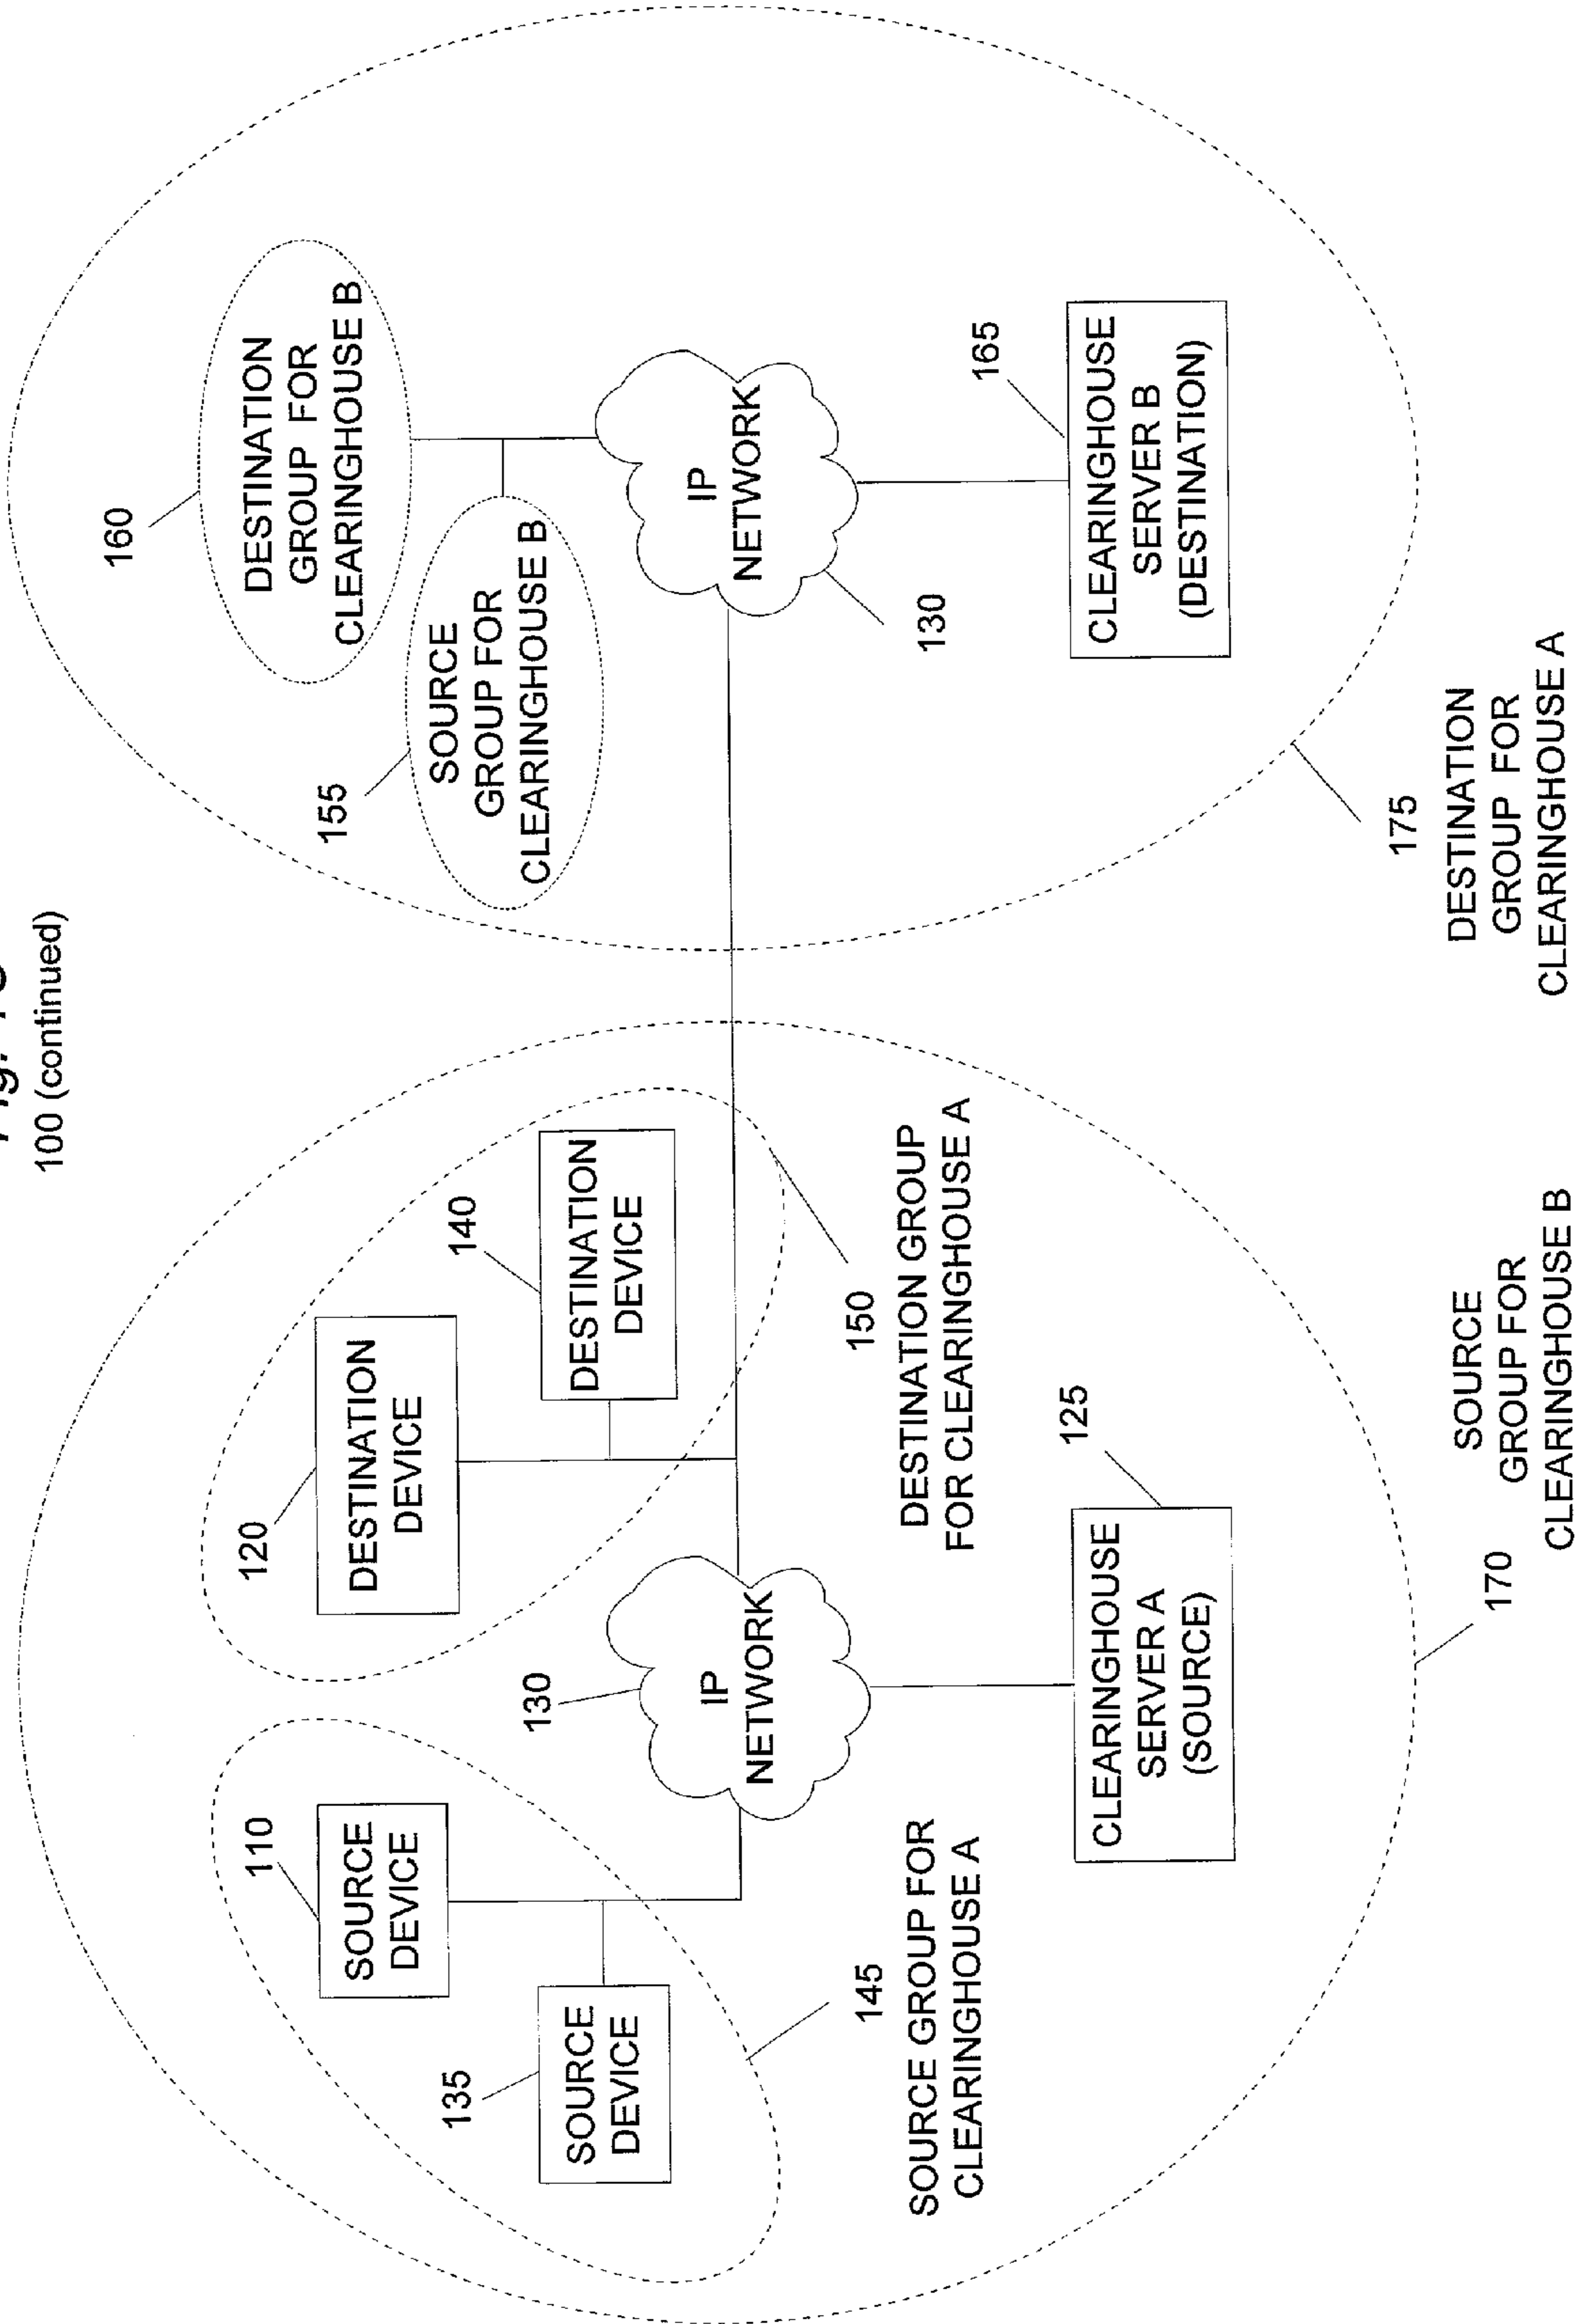 100 (continued)
110
SOURCE
DEVICE
135
SOURCE
DEVICE
145
SOURCE GROUP FOR
CLEARINGHOUSE A
120
DESTINATION
DEVICE
140
DESTINATION
DEVICE
150
DESTINATION GROUP
FOR CLEARINGHOUSE A
130
IP
NETWORK
125
CLEARINGHOUSE
SERVER A
(SOURCE)
170
SOURCE
GROUP FOR
CLEARINGHOUSE B
160
DESTINATION
GROUP FOR
CLEARINGHOUSE B
155
SOURCE
GROUP FOR
CLEARINGHOUSE B
IP
NETWORK
130
165
CLEARINGHOUSE
SERVER B
(DESTINATION)
175
DESTINATION
GROUP FOR
CLEARINGHOUSE A